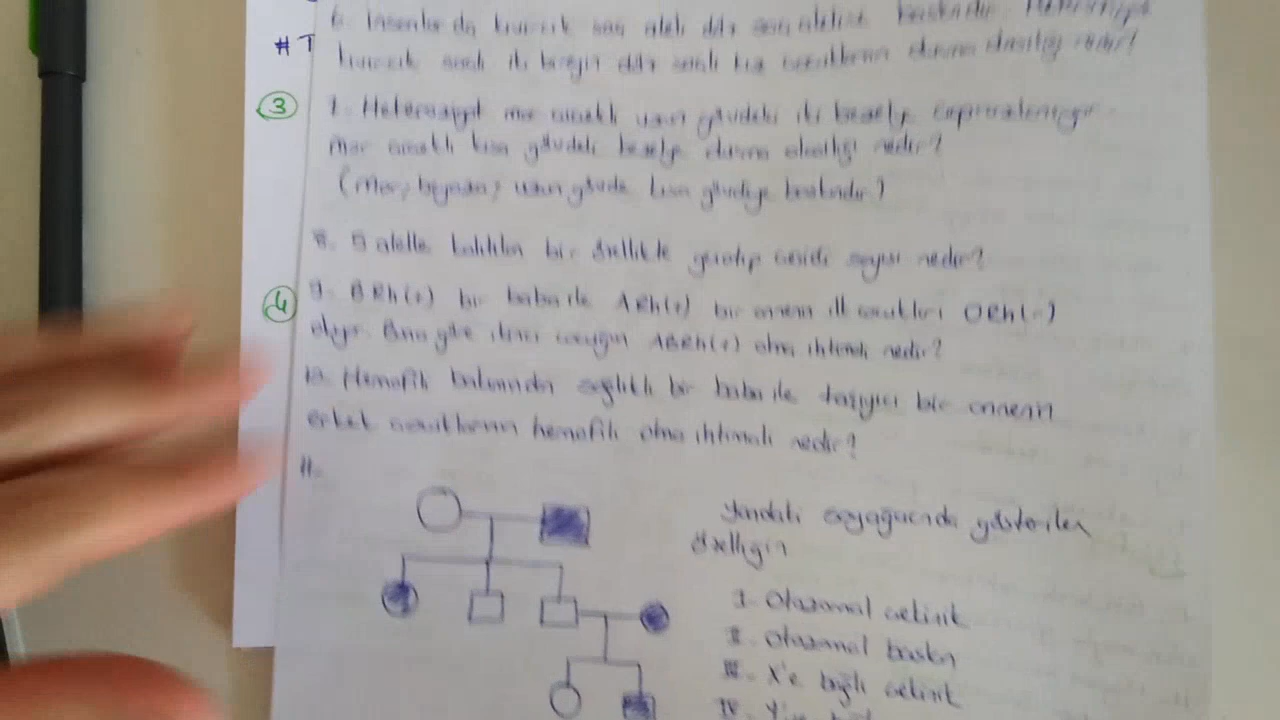 6. İnsanlarda kıvırcık saç aleli düz saç aleline baskındır. Heterozigot
# T
kıvırcık saçlı iki bireyin düz saçlı kız çocuklarının olma olasılığı nedir?
3
7. Heterozigot mor çiçekli uzun gövdeli iki bezelye çaprazlanıyor.
Mor çiçekli kısa gövdeli bezelye olma olasılığı nedir?
(Mor, beyaza; uzun gövde kısa gövdeye baskındır.)
8. 5 alelle kalıtılan bir özellikte genotip çeşidi sayısı nedir?
4
9. BRh(+) bir baba ile ARh(+) bir annenin ilk çocukları ORh(-)
oluyor. Buna göre ikinci çocuğun ABRh(+) olma ihtimali nedir?
10. Hemofili bakımından sağlıklı bir baba ile taşıyıcı bir annenin
erkek çocuklarının hemofili olma ihtimali nedir?
11.
Yandaki soyağacında gösterilen
özelliğin
I. Otozomal çekinik
II. Otozomal baskın
III. X'e bağlı çekinik
IV.